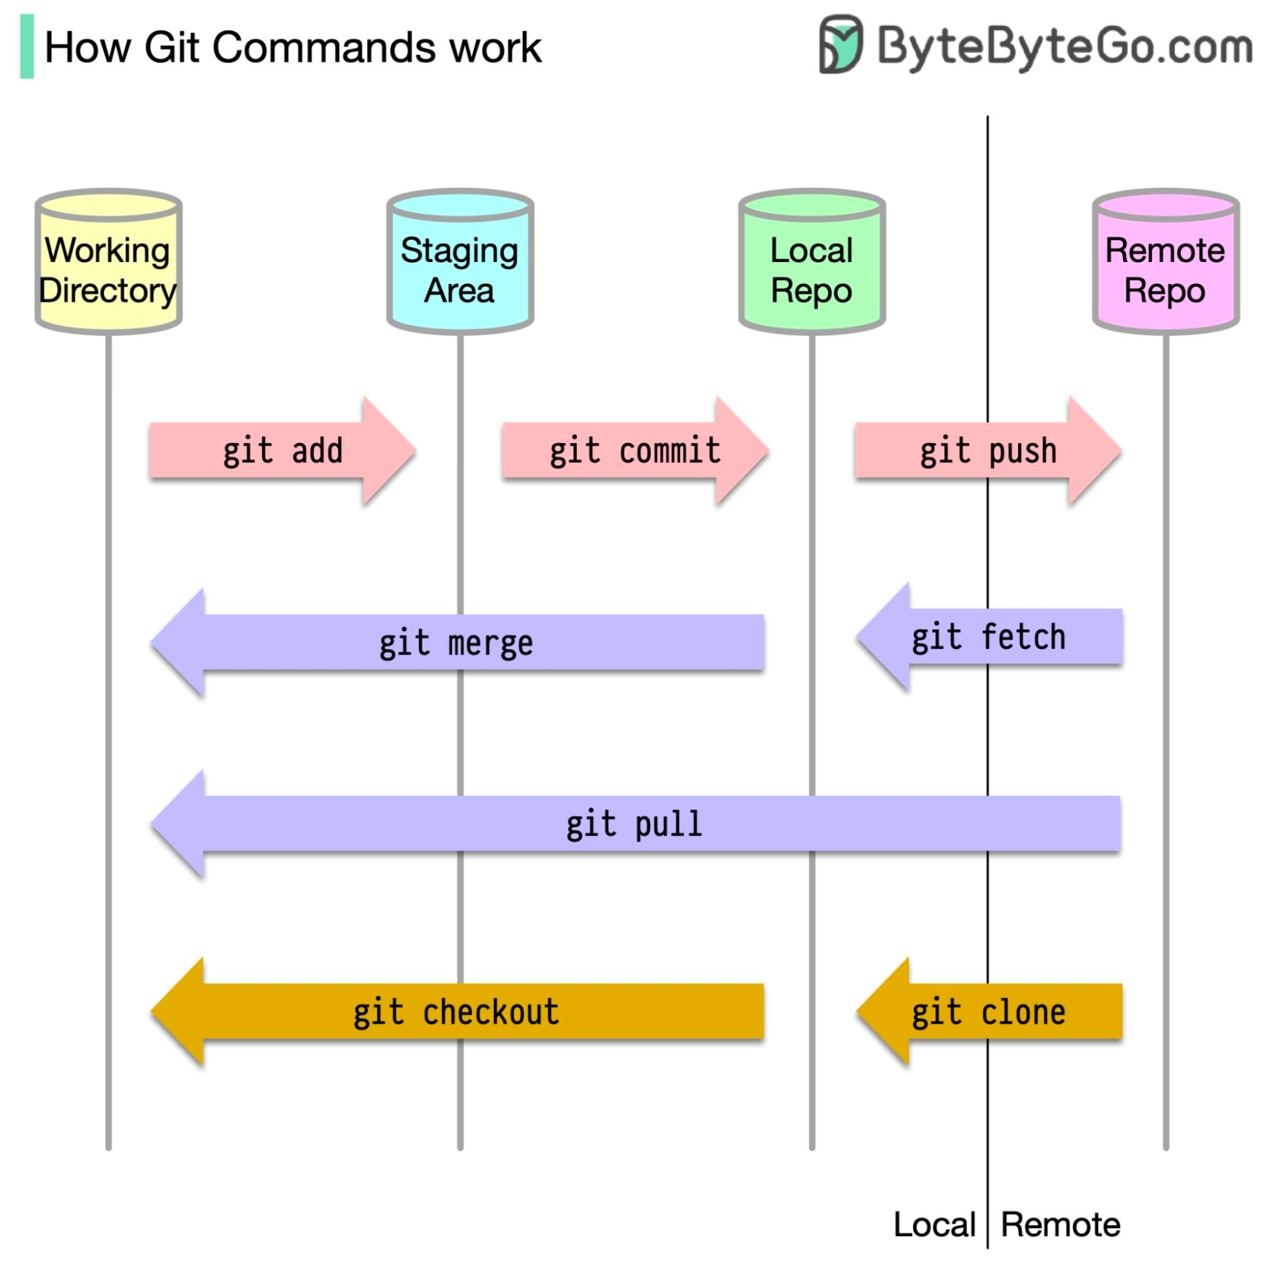 How Git Commands work
ByteByteGo.com
Working
Directory
Staging
Area
Local
Repo
Remote
Repo
git add
git commit
git push
git merge
git fetch
git pull
git checkout
git clone
Local
Remote